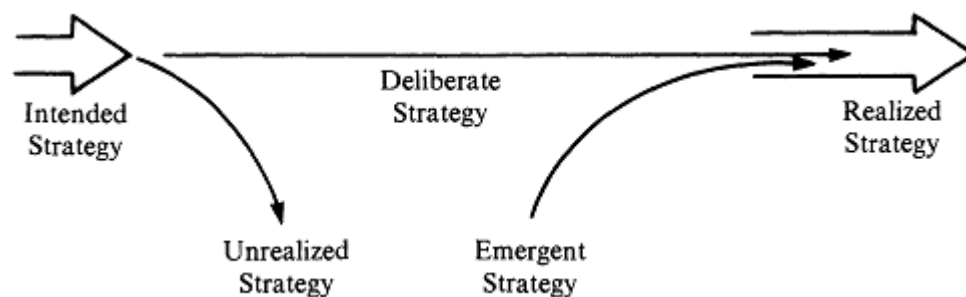 Intended
Strategy
Deliberate
Strategy
Realized
Strategy
Unrealized
Strategy
Emergent
Strategy